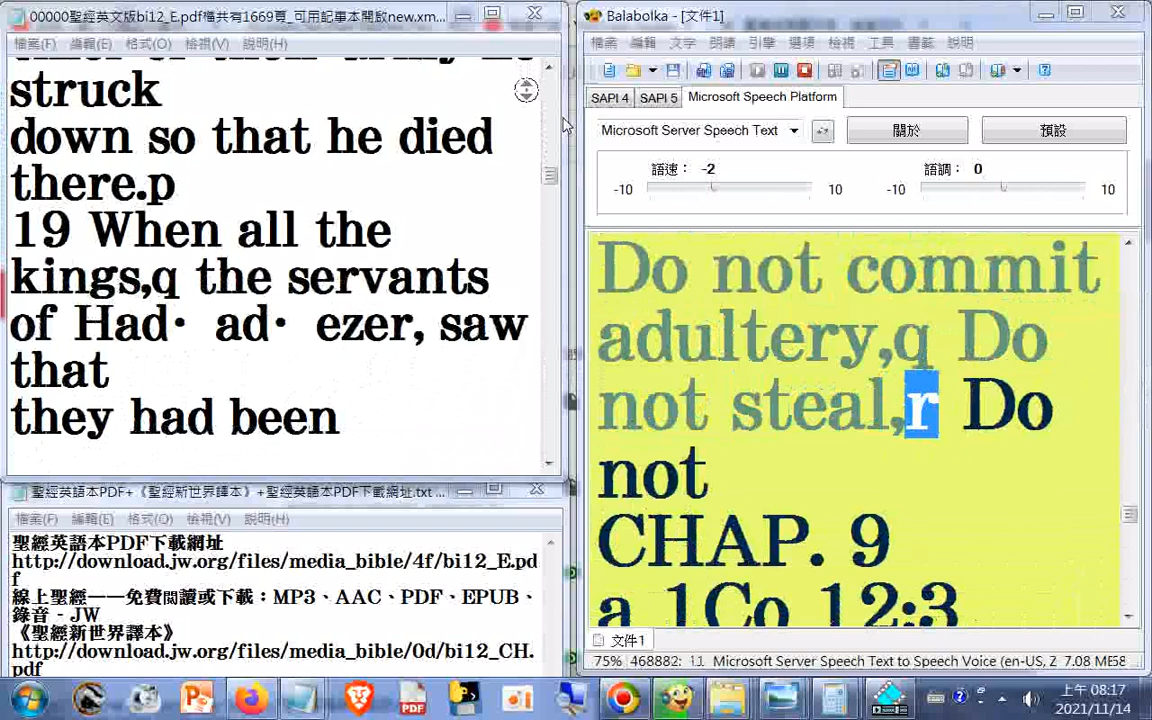 00000聖經英文版bi12_E.pdf檔共有1669頁_可用記事本開啟new.xm...
檔案(F) 編輯(E) 格式(O) 檢視(V) 說明(H)
struck
down so that he died
there.p
19 When all the
kings,q the servants
of Had· ad· ezer, saw
that
they had been
聖經英語本PDF+《聖經新世界譯本》+聖經英語本PDF下載網址.txt ...
檔案(F) 編輯(E) 格式(O) 檢視(V) 說明(H)
聖經英語本PDF下載網址
http://download.jw.org/files/media_bible/4f/bi12_E.pd
f
線上聖經——免費閱讀或下載：MP3、AAC、PDF、EPUB、
錄音 - JW
《聖經新世界譯本》
http://download.jw.org/files/media_bible/0d/bi12_CH.
pdf
Balabolka - [文件1]
檔案 編輯 文字 朗讀 引擎 選項 檢視 工具 書籤 說明
SAPI 4 SAPI 5 Microsoft Speech Platform
Microsoft Server Speech Text 關於 預設
語速： -2 語調： 0
-10 10 -10 10
Do not commit
adultery,q Do
not steal,r Do
not
CHAP. 9
a 1Co 12:3
文件1
75% 468882: 11 Microsoft Server Speech Text to Speech Voice (en-US, Z 7.08 ME58
上午 08:17
2021/11/14